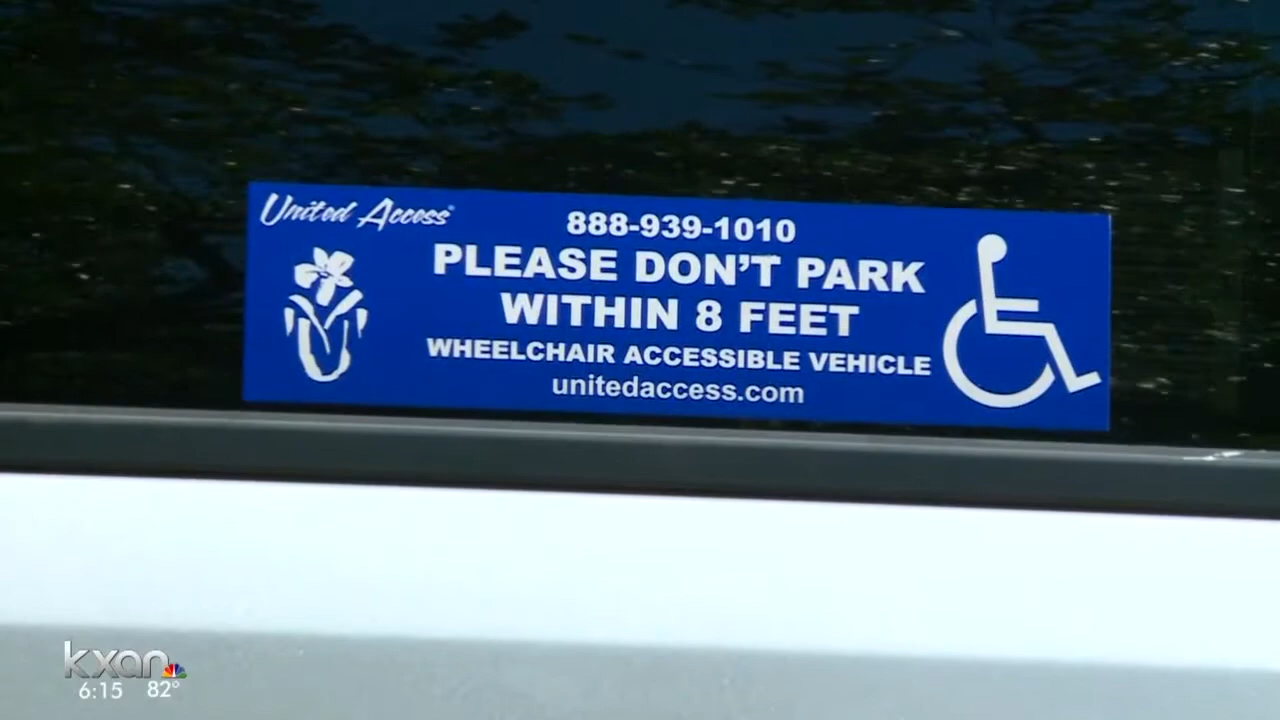 United Access
888-939-1010
PLEASE DON'T PARK
WITHIN 8 FEET
WHEELCHAIR ACCESSIBLE VEHICLE
unitedaccess.com
kxan
6:15 82°